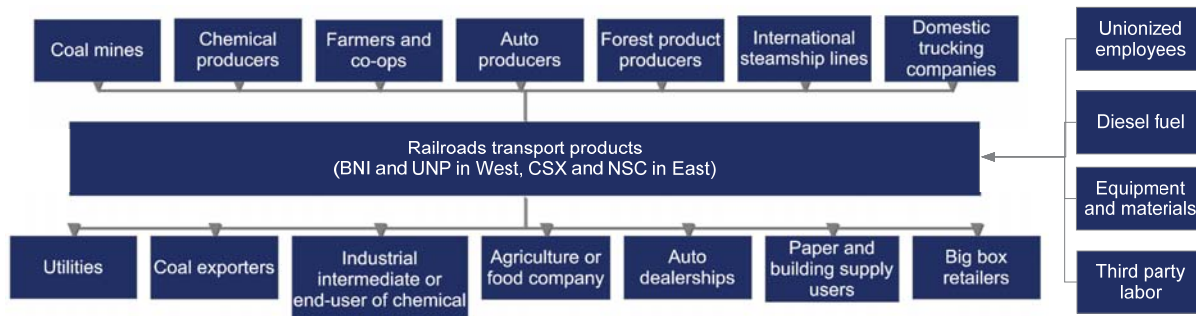 Coal mines
Chemical
producers
Farmers and
co-ops
Auto
producers
Forest product
producers
International
steamship lines
Domestic
trucking
companies
Unionized
employees
Diesel fuel
Equipment
and materials
Third party
labor
Railroads transport products
(BNI and UNP in West, CSX and NSC in East)
Utilities
Coal exporters
Industrial
intermediate or
end-user of chemical
Agriculture or
food company
Auto
dealerships
Paper and
building supply
users
Big box
retailers